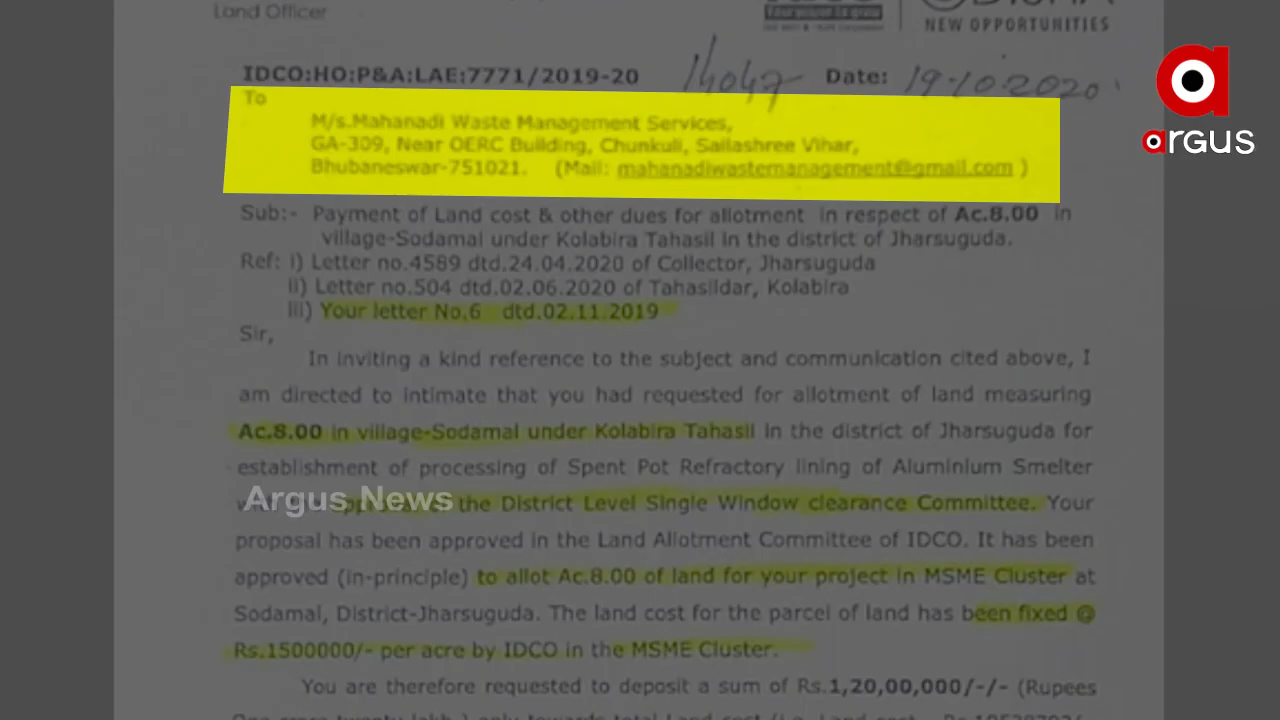 Land Officer
NEW OPPORTUNITIES
IDCO:HO:P&A:LAE:7771/2019-20 14047 Date: 19-10-2020
argus
To
M/s.Mahanadi Waste Management Services,
GA-309, Near OERC Building, Chunkuli, Sailashree Vihar,
Bhubaneswar-751021. (Mail: mahanadiwastemanagement@gmail.com )
Sub:- Payment of Land cost & other dues for allotment in respect of Ac.8.00 in
village-Sodamal under Kolabira Tahasil in the district of Jharsuguda.
Ref: i) Letter no.4589 dtd.24.04.2020 of Collector, Jharsuguda
ii) Letter no.504 dtd.02.06.2020 of Tahasildar, Kolabira
iii) Your letter No.6 dtd.02.11.2019
Sir,
In inviting a kind reference to the subject and communication cited above, I
am directed to intimate that you had requested for allotment of land measuring
Ac.8.00 in village-Sodamal under Kolabira Tahasil in the district of Jharsuguda for
establishment of processing of Spent Pot Refractory lining of Aluminium Smelter
Argus News
the District Level Single Window clearance Committee. Your
proposal has been approved in the Land Allotment Committee of IDCO. It has been
approved (in-principle) to allot Ac.8.00 of land for your project in MSME Cluster at
Sodamal, District-Jharsuguda. The land cost for the parcel of land has been fixed @
Rs.1500000/- per acre by IDCO in the MSME Cluster.
You are therefore requested to deposit a sum of Rs.1,20,00,000/-/- (Rupees